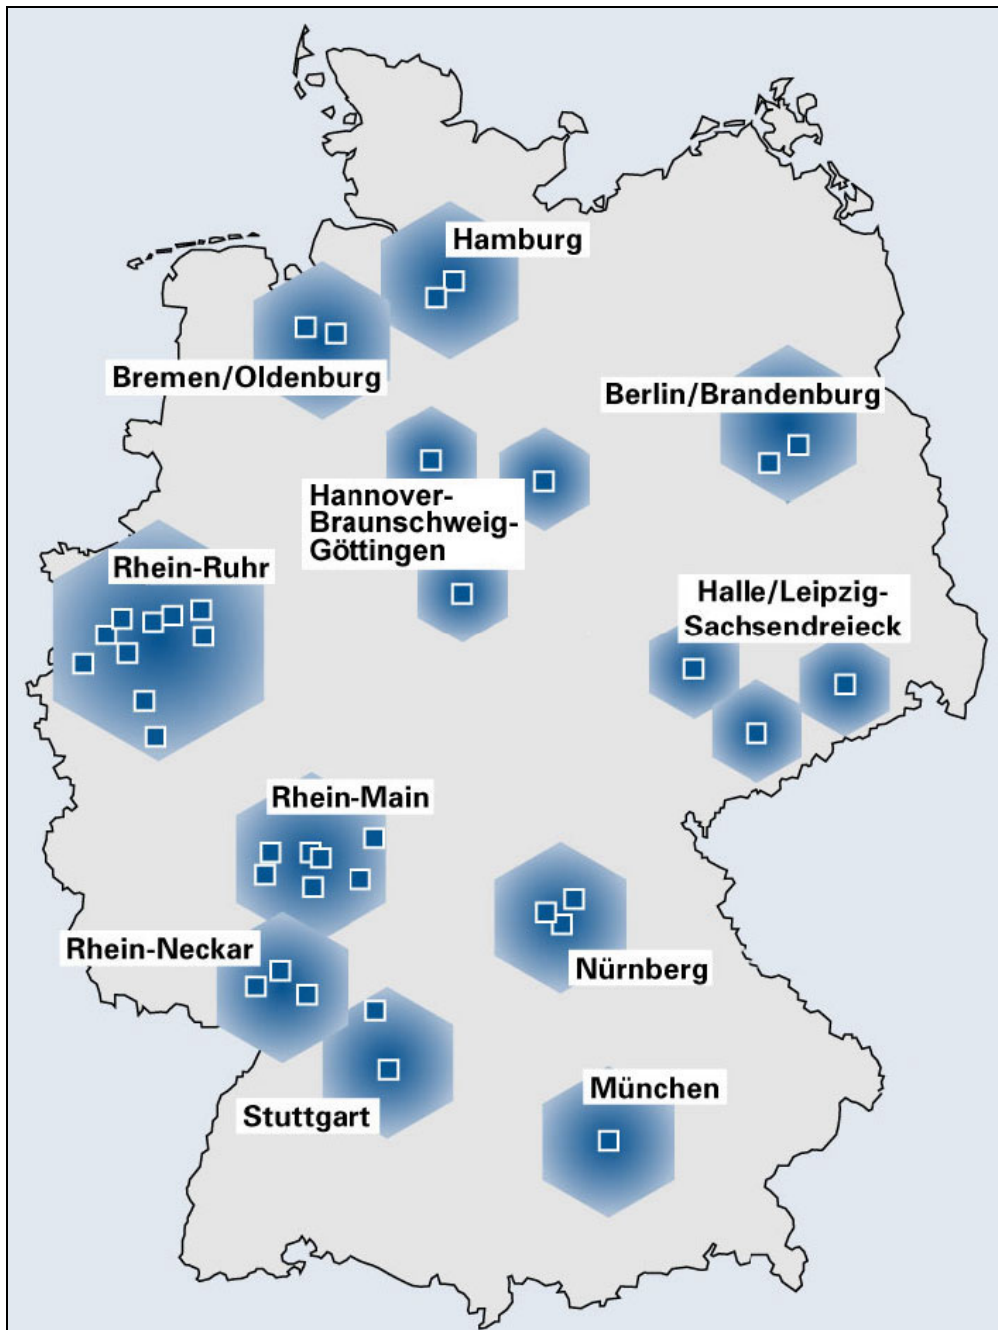 Hamburg
Bremen/Oldenburg
Berlin/Brandenburg
Hannover-
Braunschweig-
Göttingen
Rhein-Ruhr
Halle/Leipzig-
Sachsendreieck
Rhein-Main
Rhein-Neckar
Nürnberg
Stuttgart
München